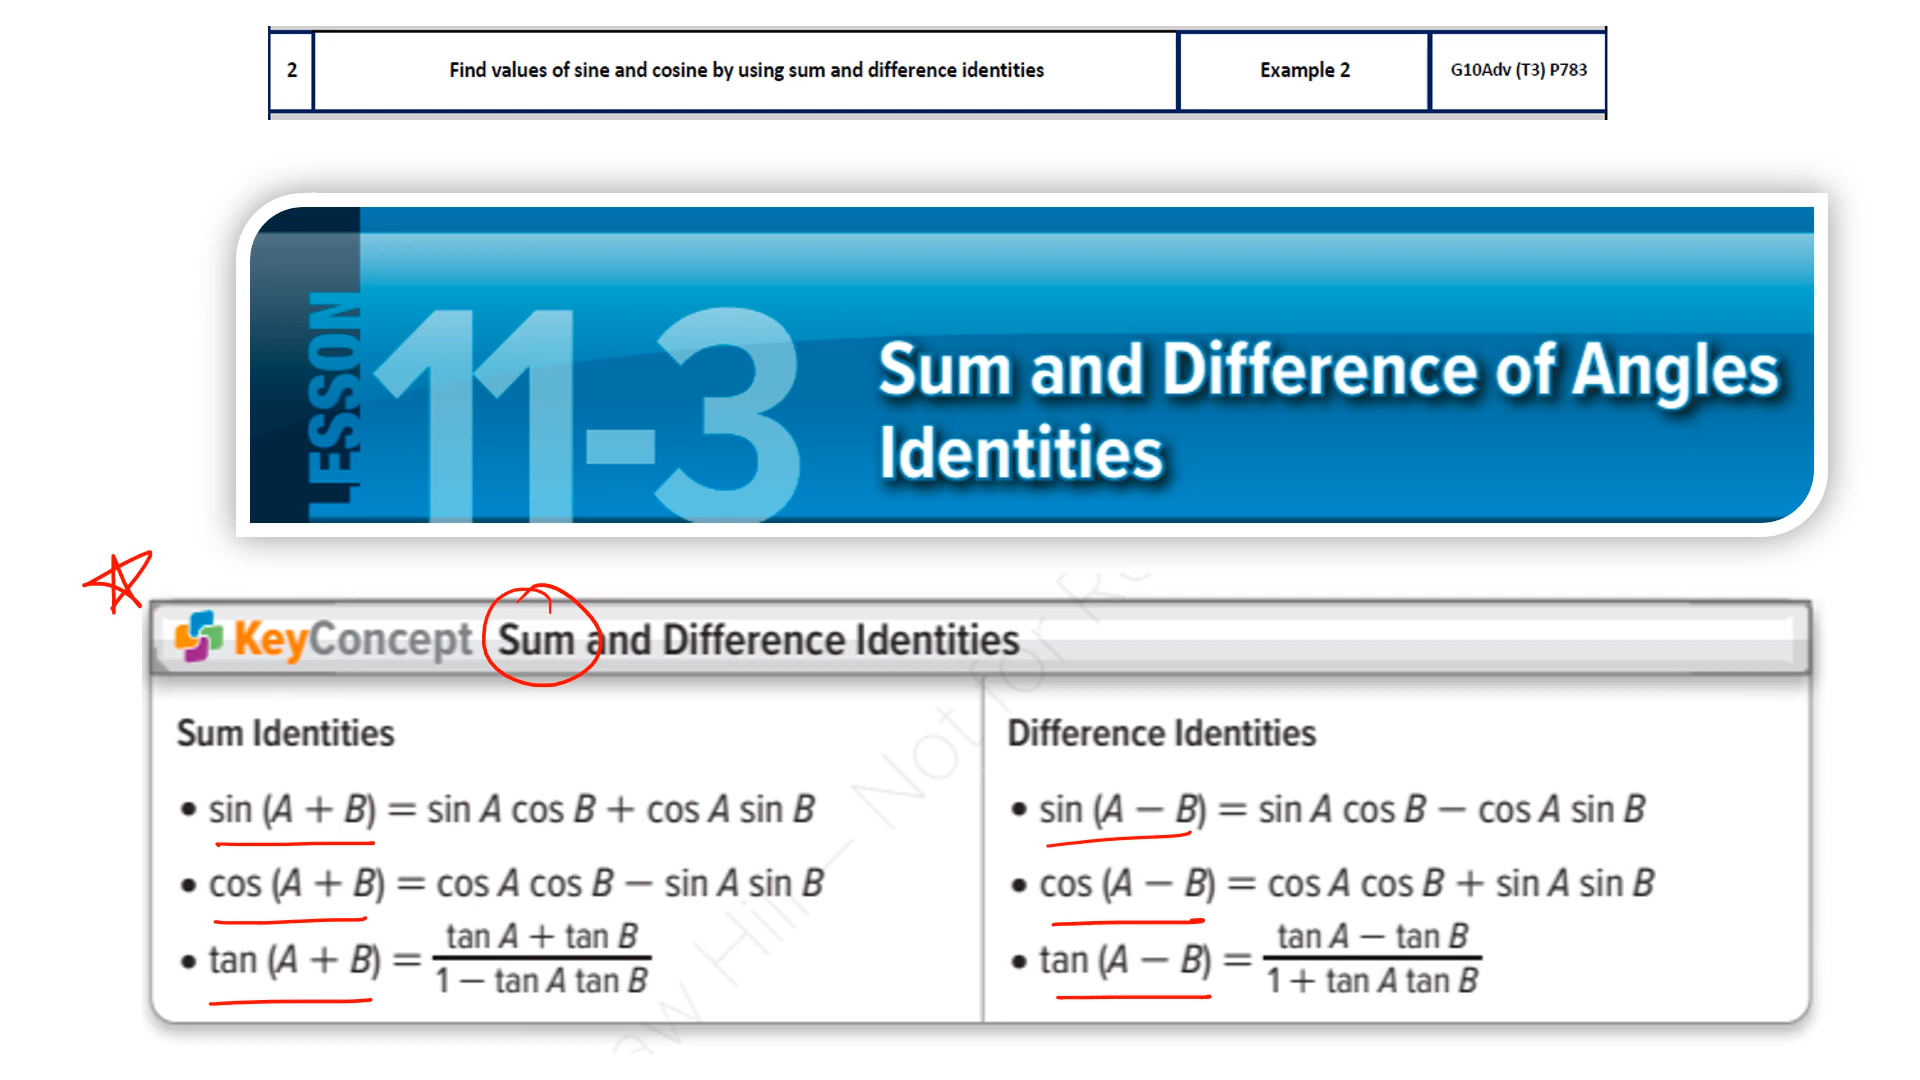 2 Find values of sine and cosine by using sum and difference identities Example 2 G10Adv (T3) P783
LESSON 11-3 Sum and Difference of Angles
Identities
KeyConcept Sum and Difference Identities
Sum Identities
• sin (A + B) = sin A cos B + cos A sin B
• cos (A + B) = cos A cos B − sin A sin B
• tan (A + B) = (tan A + tan B)/(1 − tan A tan B)
Difference Identities
• sin (A − B) = sin A cos B − cos A sin B
• cos (A − B) = cos A cos B + sin A sin B
• tan (A − B) = (tan A − tan B)/(1 + tan A tan B)
Hill – Not for